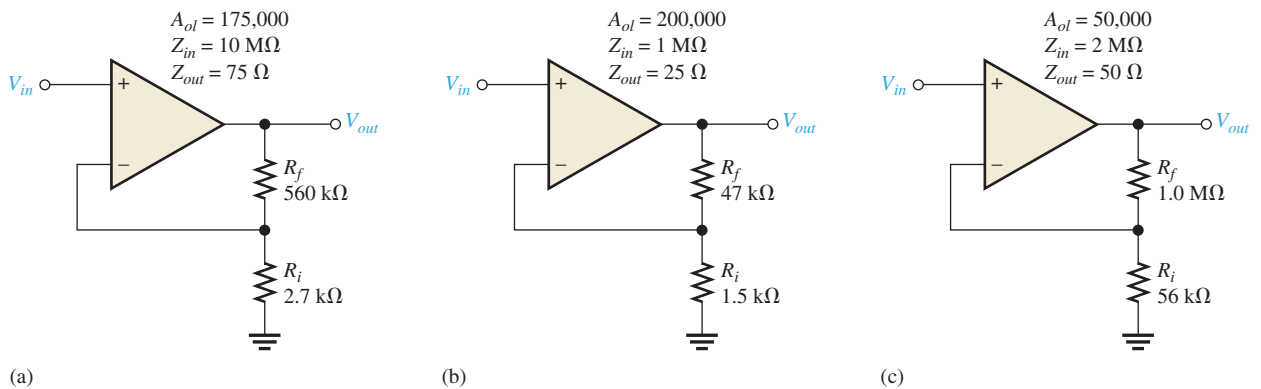 A_ol = 175,000
Z_in = 10 MΩ
Z_out = 75 Ω
V_in
+
V_out
−
R_f
560 kΩ
R_i
2.7 kΩ
(a)
A_ol = 200,000
Z_in = 1 MΩ
Z_out = 25 Ω
V_in
+
V_out
−
R_f
47 kΩ
R_i
1.5 kΩ
(b)
A_ol = 50,000
Z_in = 2 MΩ
Z_out = 50 Ω
V_in
+
V_out
−
R_f
1.0 MΩ
R_i
56 kΩ
(c)